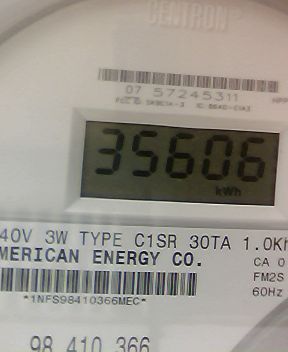 CENTRON
07 57245311
35606
kWh
40V 3W TYPE C1SR 30TA 1.0Kh
MERICAN ENERGY CO.
CA 0
FM2S
60Hz
*1NFS98410366MEC*
98 410 366